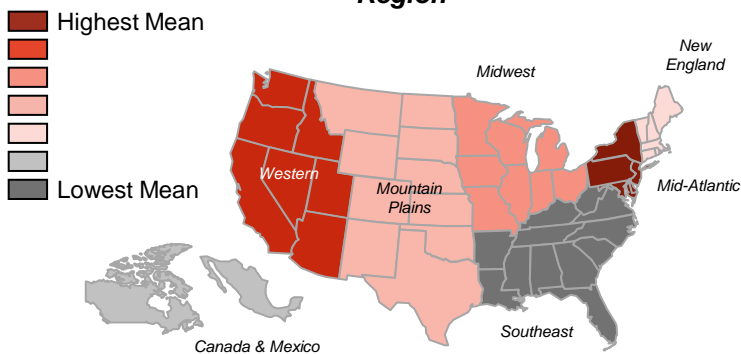 Region
Highest Mean
New
England
Midwest
Western
Mountain
Plains
Mid-Atlantic
Lowest Mean
Southeast
Canada & Mexico